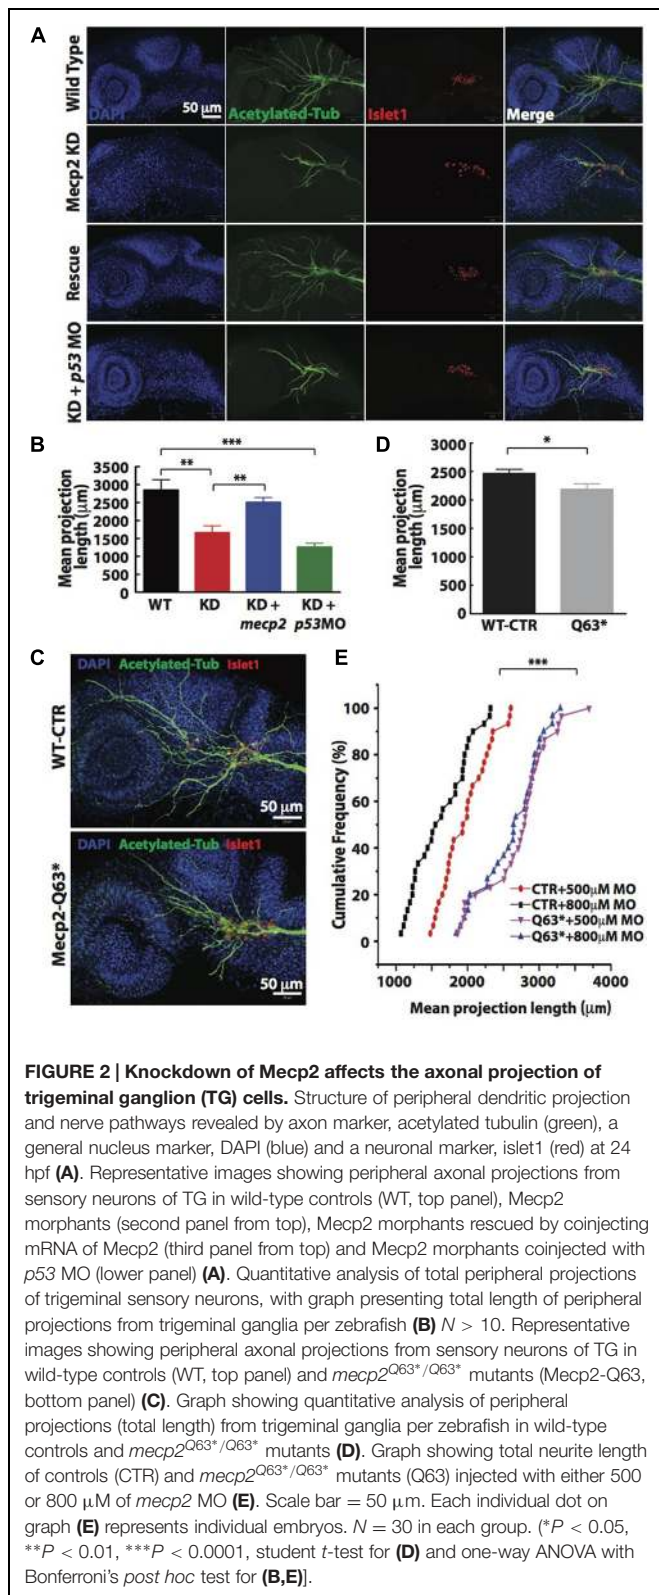 A
Wild Type
DAPI
50 μm
Acetylated-Tub
Islet1
Merge
Mecp2 KD
Rescue
KD + p53 MO
B
Mean projection
length (μm)
3500
3000
2500
2000
1500
1000
500
0
WT
KD
KD +
mecp2
KD +
p53MO
**
**
***
D
Mean projection
length (μm)
3000
2500
2000
1500
1000
500
0
WT-CTR
Q63*
*
C
WT-CTR
DAPI Acetylated-Tub Islet1
50 μm
Mecp2-Q63*
DAPI Acetylated-Tub Islet1
50 μm
E
***
Cumulative Frequency (%)
100
80
60
40
20
0
CTR+500μM MO
CTR+800μM MO
Q63*+500μM MO
Q63*+800μM MO
1000 2000 3000 4000
Mean projection length (μm)
FIGURE 2 | Knockdown of Mecp2 affects the axonal projection of
trigeminal ganglion (TG) cells. Structure of peripheral dendritic projection
and nerve pathways revealed by axon marker, acetylated tubulin (green), a
general nucleus marker, DAPI (blue) and a neuronal marker, islet1 (red) at 24
hpf (A). Representative images showing peripheral axonal projections from
sensory neurons of TG in wild-type controls (WT, top panel), Mecp2
morphants (second panel from top), Mecp2 morphants rescued by coinjecting
mRNA of Mecp2 (third panel from top) and Mecp2 morphants coinjected with
p53 MO (lower panel) (A). Quantitative analysis of total peripheral projections
of trigeminal sensory neurons, with graph presenting total length of peripheral
projections from trigeminal ganglia per zebrafish (B) N > 10. Representative
images showing peripheral axonal projections from sensory neurons of TG in
wild-type controls (WT, top panel) and mecp2Q63*/Q63* mutants (Mecp2-Q63,
bottom panel) (C). Graph showing quantitative analysis of peripheral
projections (total length) from trigeminal ganglia per zebrafish in wild-type
controls and mecp2Q63*/Q63* mutants (D). Graph showing total neurite length
of controls (CTR) and mecp2Q63*/Q63* mutants (Q63) injected with either 500
or 800 μM of mecp2 MO (E). Scale bar = 50 μm. Each individual dot on
graph (E) represents individual embryos. N = 30 in each group. (*P < 0.05,
**P < 0.01, ***P < 0.0001, student t-test for (D) and one-way ANOVA with
Bonferroni's post hoc test for (B,E)].